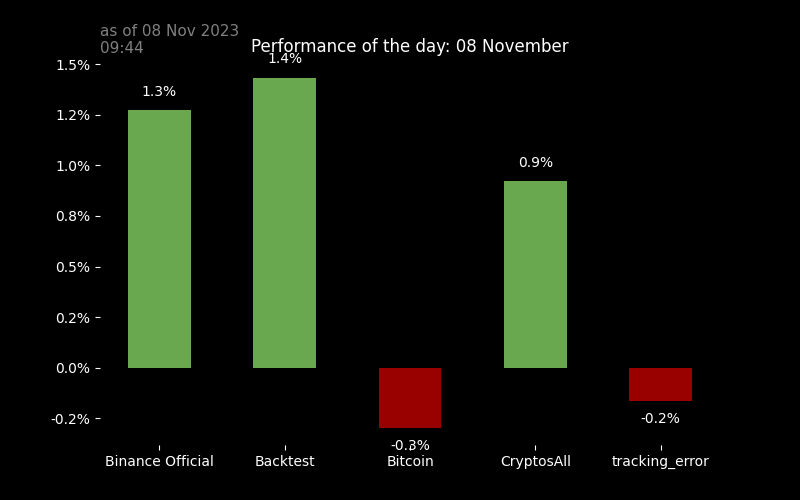 as of 08 Nov 2023
09:44
Performance of the day: 08 November
1.5%
1.2%
1.0%
0.8%
0.5%
0.2%
0.0%
-0.2%
1.3%
1.4%
-0.3%
0.9%
-0.2%
Binance Official
Backtest
Bitcoin
CryptosAll
tracking_error